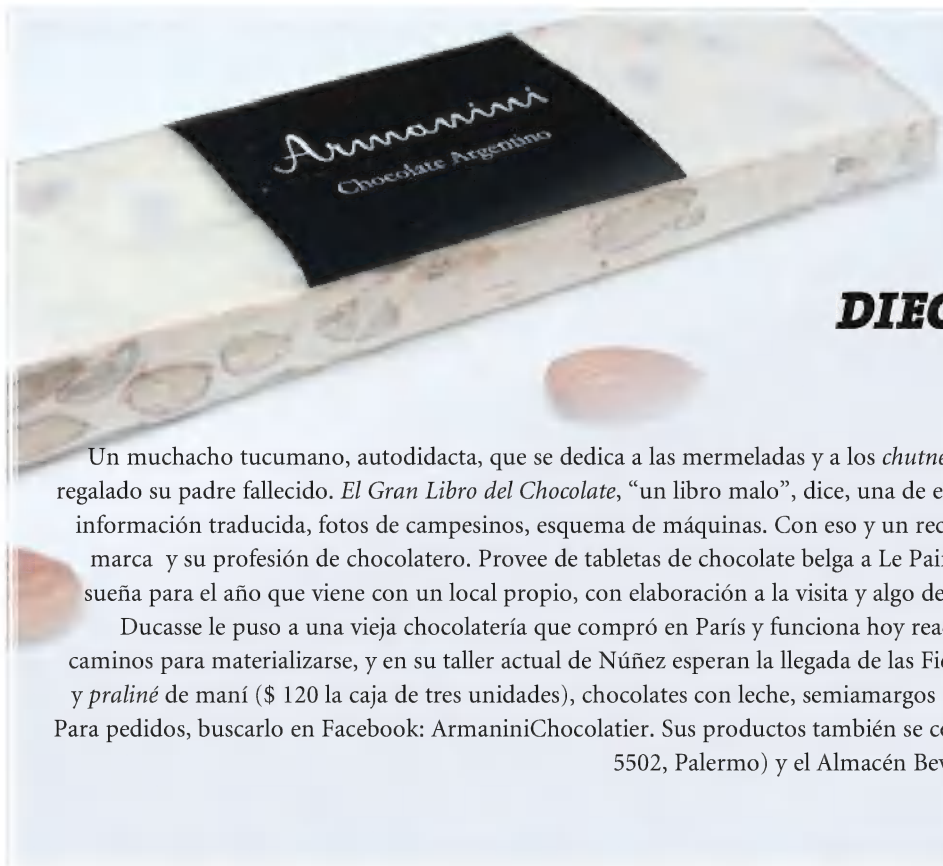 Armanini
Chocolate Argentino
DIEG
Un muchacho tucumano, autodidacta, que se dedica a las mermeladas y a los chutne
regalado su padre fallecido. El Gran Libro del Chocolate, “un libro malo”, dice, una de e
información traducida, fotos de campesinos, esquema de máquinas. Con eso y un rec
marca y su profesión de chocolatero. Provee de tabletas de chocolate belga a Le Pai
sueña para el año que viene con un local propio, con elaboración a la visita y algo de
Ducasse le puso a una vieja chocolatería que compró en París y funciona hoy rea
caminos para materializarse, y en su taller actual de Núñez esperan la llegada de las Fi
y praliné de maní ($ 120 la caja de tres unidades), chocolates con leche, semiamargos
Para pedidos, buscarlo en Facebook: ArmaniniChocolatier. Sus productos también se c
5502, Palermo) y el Almacén Be